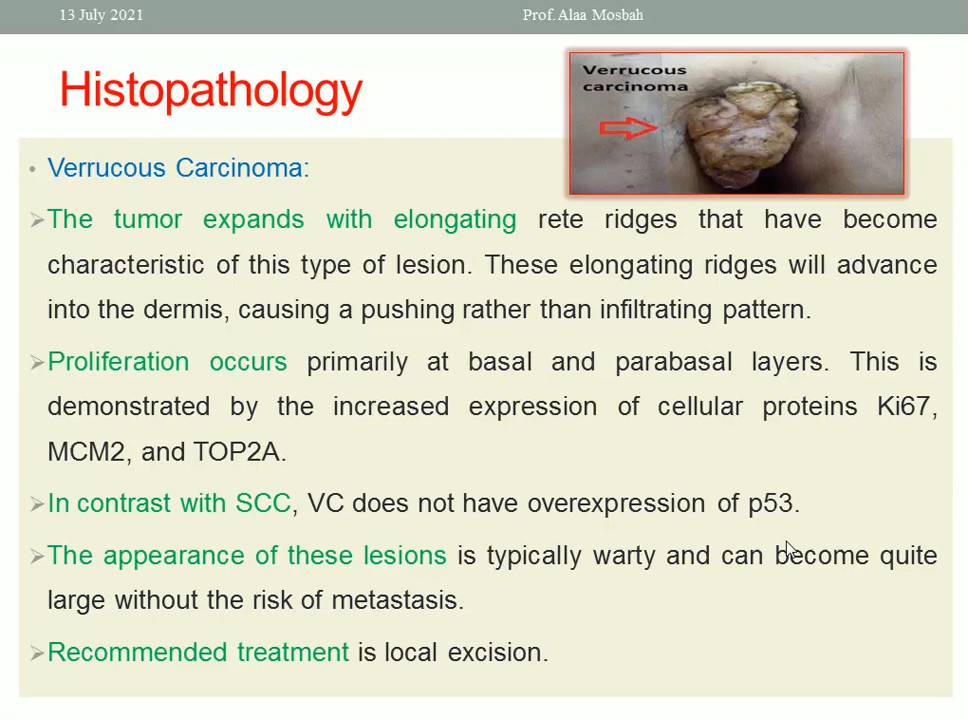 13 July 2021
Prof. Alaa Mosbah
Histopathology
Verrucous
carcinoma
• Verrucous Carcinoma:
➢The tumor expands with elongating rete ridges that have become
characteristic of this type of lesion. These elongating ridges will advance
into the dermis, causing a pushing rather than infiltrating pattern.
➢Proliferation occurs primarily at basal and parabasal layers. This is
demonstrated by the increased expression of cellular proteins Ki67,
MCM2, and TOP2A.
➢In contrast with SCC, VC does not have overexpression of p53.
➢The appearance of these lesions is typically warty and can become quite
large without the risk of metastasis.
➢Recommended treatment is local excision.